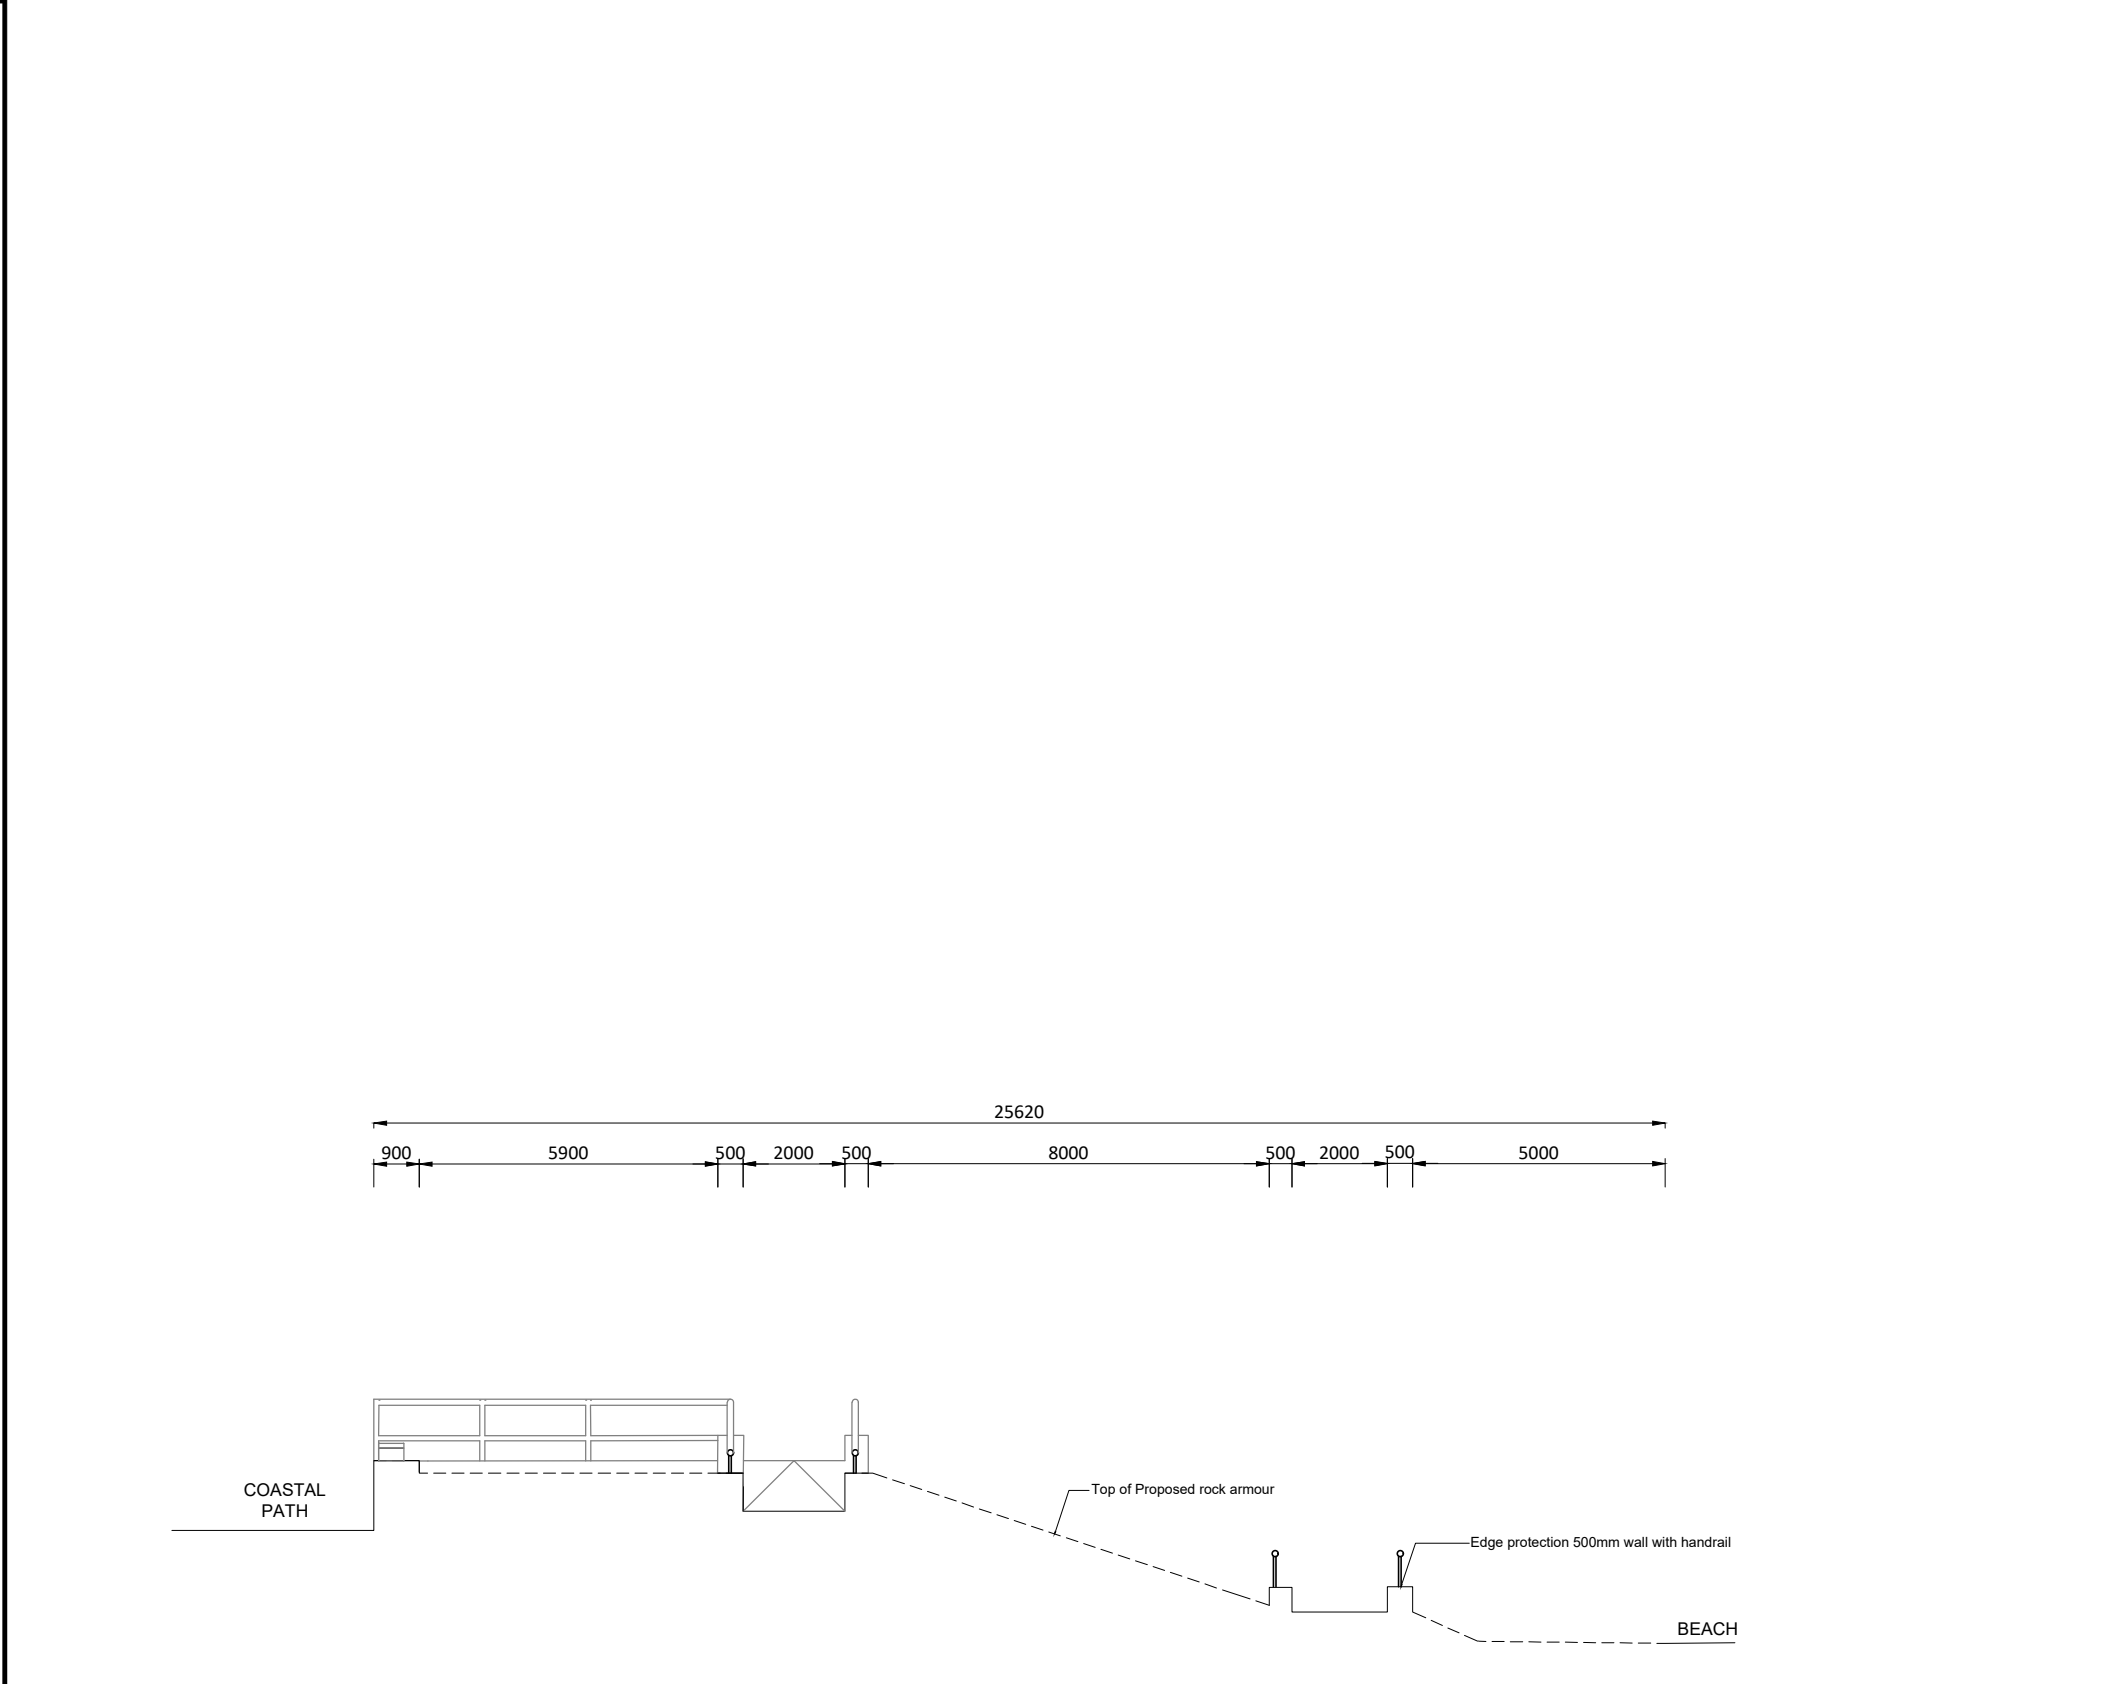 25620
900 5900 500 2000 500 8000 500 2000 500 5000
COASTAL
PATH
Top of Proposed rock armour
Edge protection 500mm wall with handrail
BEACH